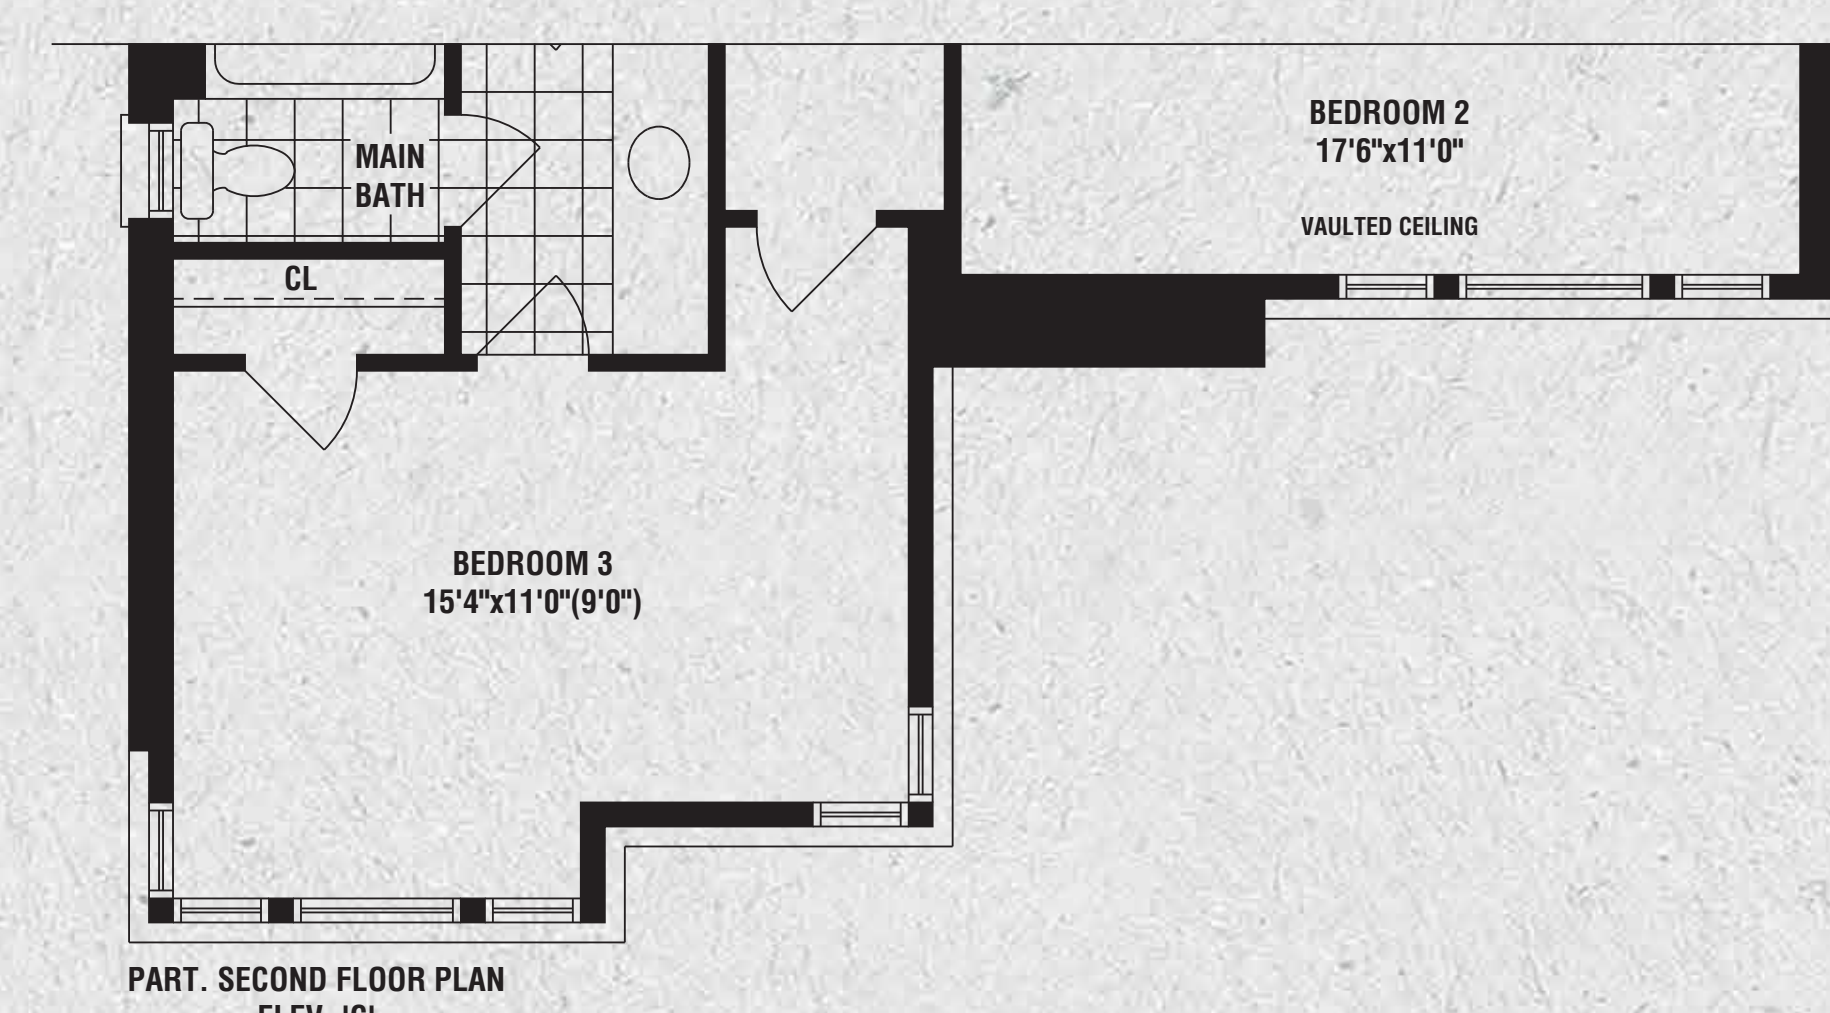 BEDROOM 2
17'6"x11'0"
MAIN
BATH
VAULTED CEILING
CL
BEDROOM 3
15'4"x11'0"(9'0")
PART. SECOND FLOOR PLAN
ELEV. 'C'